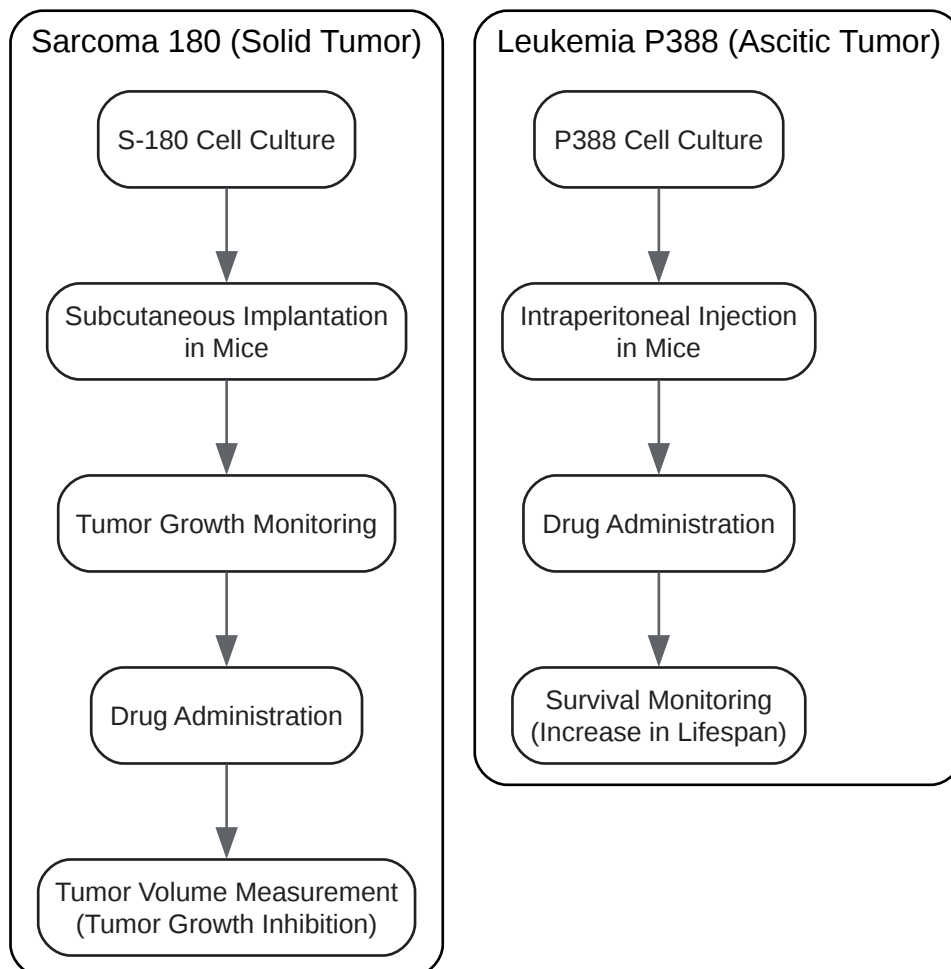 Sarcoma 180 (Solid Tumor)
S-180 Cell Culture
Subcutaneous Implantation
in Mice
Tumor Growth Monitoring
Drug Administration
Tumor Volume Measurement
(Tumor Growth Inhibition)
Leukemia P388 (Ascitic Tumor)
P388 Cell Culture
Intraperitoneal Injection
in Mice
Drug Administration
Survival Monitoring
(Increase in Lifespan)